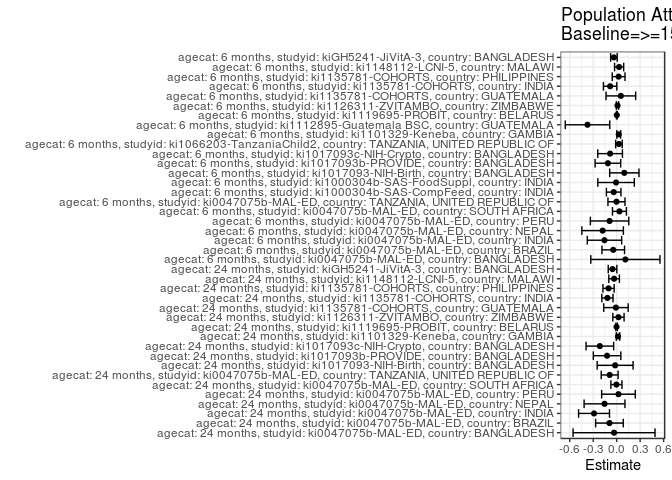 Population Att
Baseline=>=15
agecat: 6 months, studyid: kiGH5241-JiVitA-3, country: BANGLADESH
agecat: 6 months, studyid: ki1148112-LCNI-5, country: MALAWI
agecat: 6 months, studyid: ki1135781-COHORTS, country: PHILIPPINES
agecat: 6 months, studyid: ki1135781-COHORTS, country: INDIA
agecat: 6 months, studyid: ki1135781-COHORTS, country: GUATEMALA
agecat: 6 months, studyid: ki1126311-ZVITAMBO, country: ZIMBABWE
agecat: 6 months, studyid: ki1119695-PROBIT, country: BELARUS
agecat: 6 months, studyid: ki1112895-Guatemala BSC, country: GUATEMALA
agecat: 6 months, studyid: ki1101329-Keneba, country: GAMBIA
agecat: 6 months, studyid: ki1066203-TanzaniaChild2, country: TANZANIA, UNITED REPUBLIC OF
agecat: 6 months, studyid: ki1017093c-NIH-Crypto, country: BANGLADESH
agecat: 6 months, studyid: ki1017093b-PROVIDE, country: BANGLADESH
agecat: 6 months, studyid: ki1017093-NIH-Birth, country: BANGLADESH
agecat: 6 months, studyid: ki1000304b-SAS-FoodSuppl, country: INDIA
agecat: 6 months, studyid: ki1000304b-SAS-CompFeed, country: INDIA
agecat: 6 months, studyid: ki0047075b-MAL-ED, country: TANZANIA, UNITED REPUBLIC OF
agecat: 6 months, studyid: ki0047075b-MAL-ED, country: SOUTH AFRICA
agecat: 6 months, studyid: ki0047075b-MAL-ED, country: PERU
agecat: 6 months, studyid: ki0047075b-MAL-ED, country: NEPAL
agecat: 6 months, studyid: ki0047075b-MAL-ED, country: INDIA
agecat: 6 months, studyid: ki0047075b-MAL-ED, country: BRAZIL
agecat: 6 months, studyid: ki0047075b-MAL-ED, country: BANGLADESH
agecat: 24 months, studyid: kiGH5241-JiVitA-3, country: BANGLADESH
agecat: 24 months, studyid: ki1148112-LCNI-5, country: MALAWI
agecat: 24 months, studyid: ki1135781-COHORTS, country: PHILIPPINES
agecat: 24 months, studyid: ki1135781-COHORTS, country: INDIA
agecat: 24 months, studyid: ki1135781-COHORTS, country: GUATEMALA
agecat: 24 months, studyid: ki1126311-ZVITAMBO, country: ZIMBABWE
agecat: 24 months, studyid: ki1119695-PROBIT, country: BELARUS
agecat: 24 months, studyid: ki1101329-Keneba, country: GAMBIA
agecat: 24 months, studyid: ki1017093c-NIH-Crypto, country: BANGLADESH
agecat: 24 months, studyid: ki1017093b-PROVIDE, country: BANGLADESH
agecat: 24 months, studyid: ki1017093-NIH-Birth, country: BANGLADESH
agecat: 24 months, studyid: ki0047075b-MAL-ED, country: TANZANIA, UNITED REPUBLIC OF
agecat: 24 months, studyid: ki0047075b-MAL-ED, country: SOUTH AFRICA
agecat: 24 months, studyid: ki0047075b-MAL-ED, country: PERU
agecat: 24 months, studyid: ki0047075b-MAL-ED, country: NEPAL
agecat: 24 months, studyid: ki0047075b-MAL-ED, country: INDIA
agecat: 24 months, studyid: ki0047075b-MAL-ED, country: BRAZIL
agecat: 24 months, studyid: ki0047075b-MAL-ED, country: BANGLADESH
-0.6 -0.3 0.0 0.3 0.6
Estimate